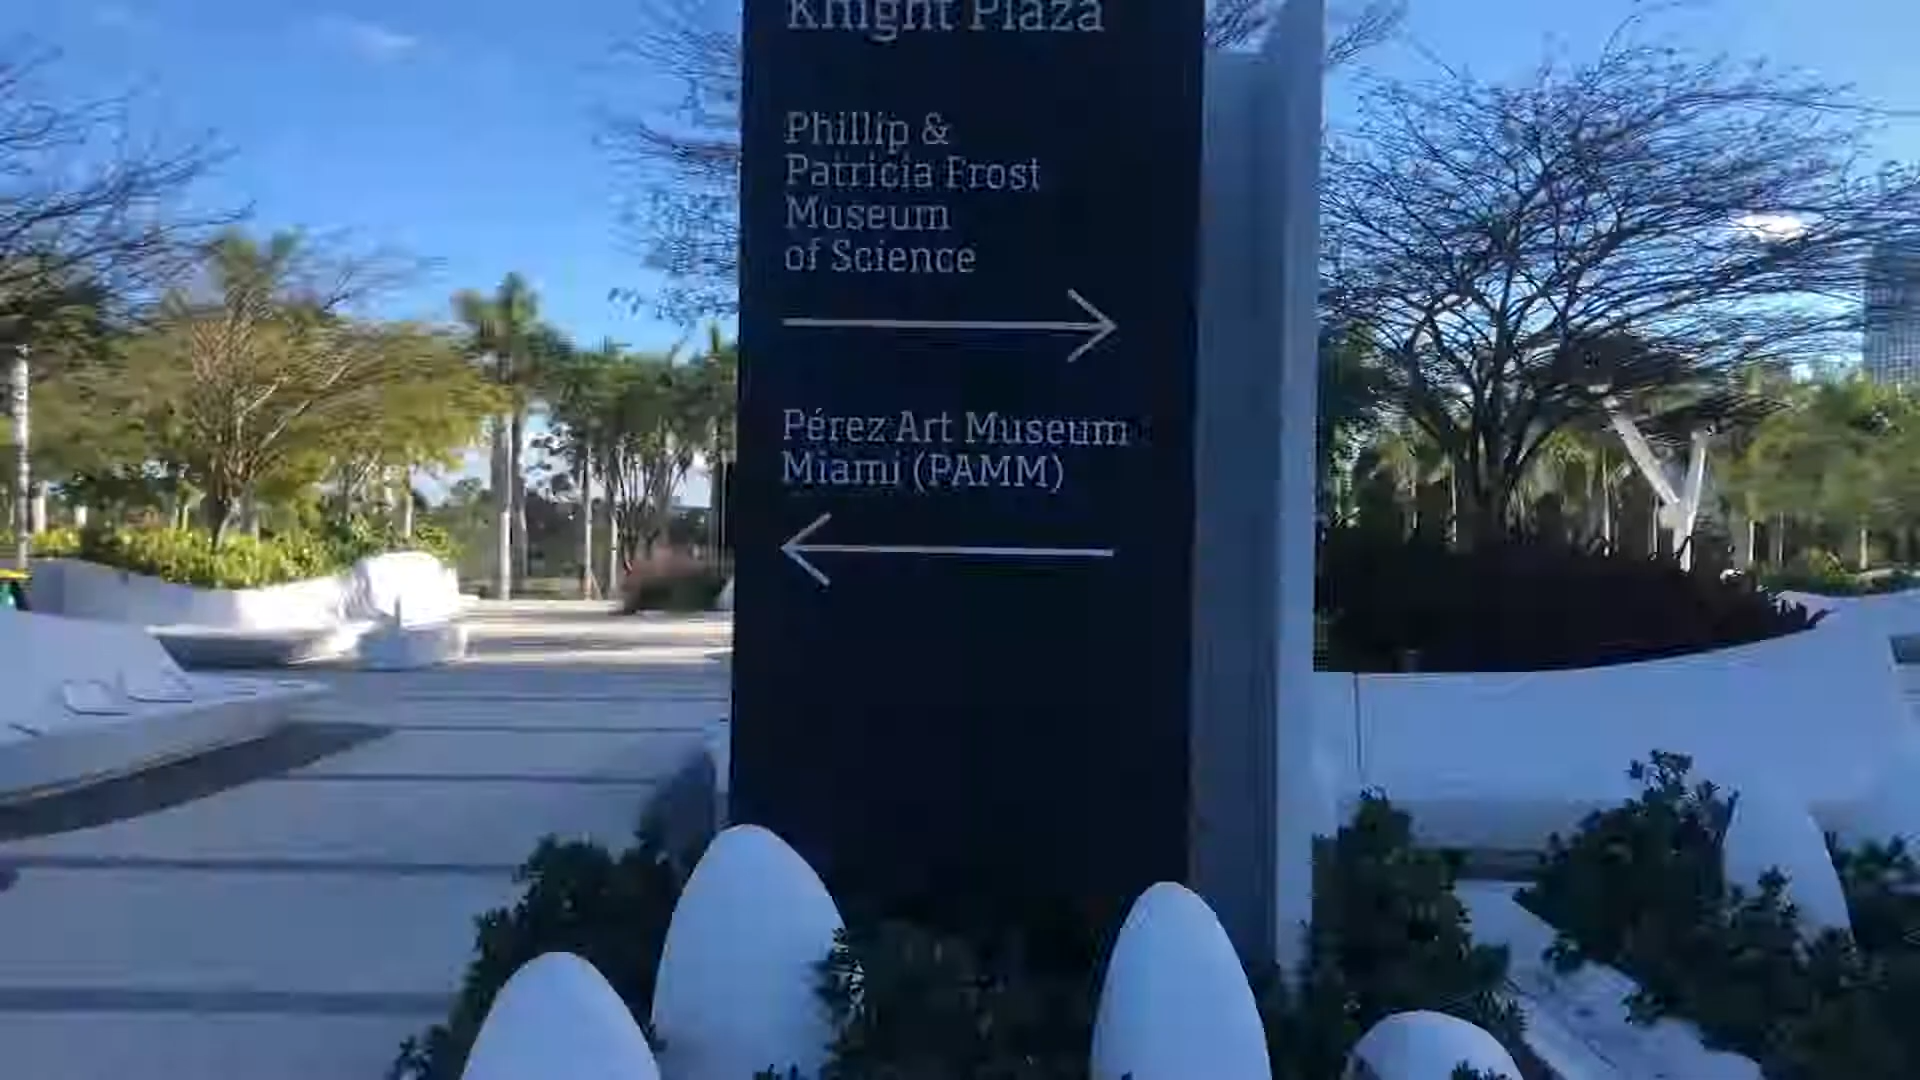 Knight Plaza
Phillip &
Patricia Frost
Museum
of Science
Pérez Art Museum
Miami (PAMM)